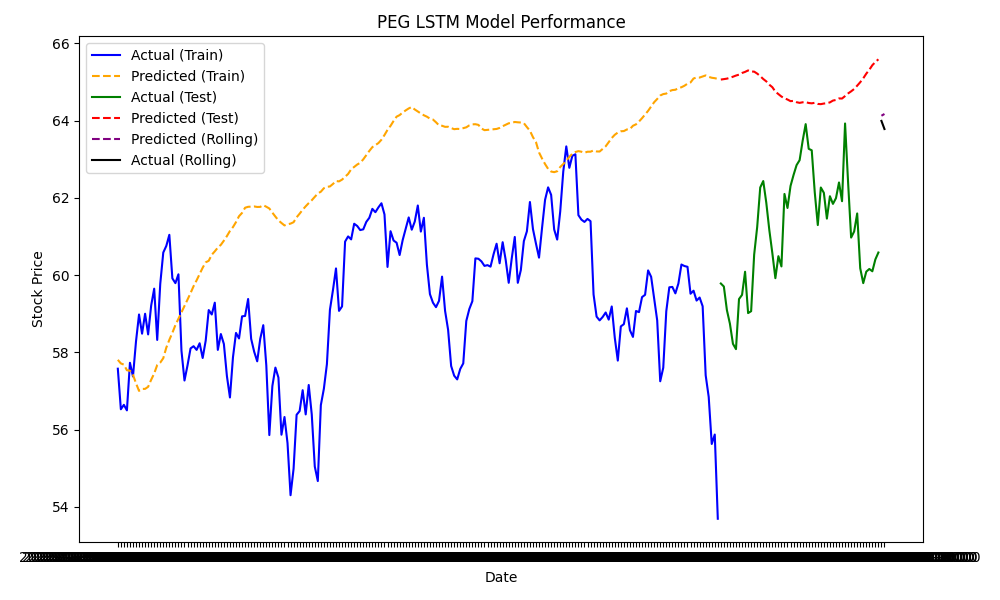 PEG LSTM Model Performance
Actual (Train)
Predicted (Train)
Actual (Test)
Predicted (Test)
Predicted (Rolling)
Actual (Rolling)
Stock Price
66
64
62
60
58
56
54
Date